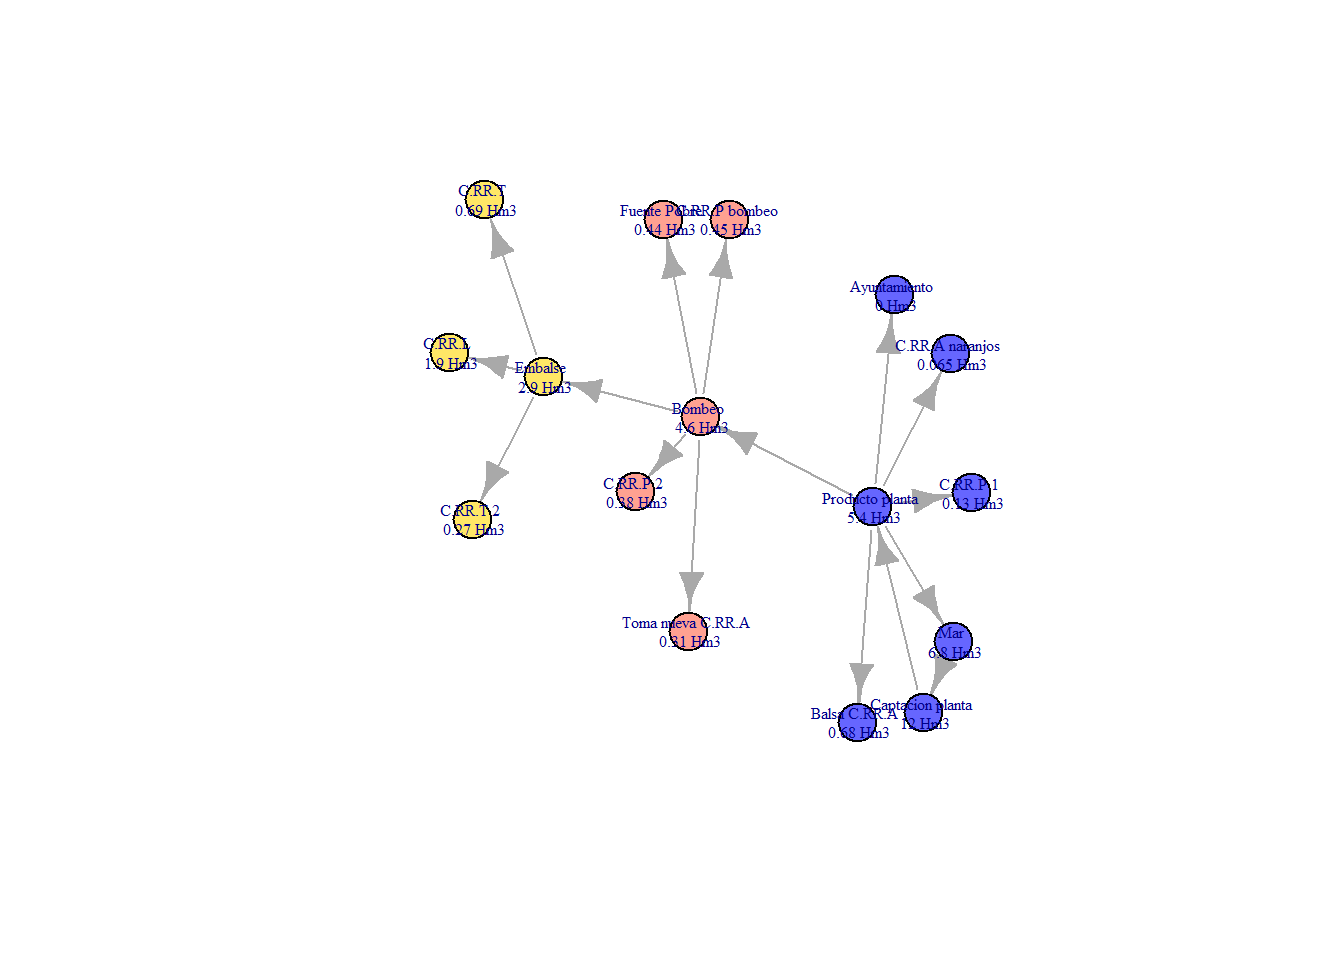 C.RR.T
0.69 Hm3
Fuente Pobre
0.44 Hm3
C.RR.P bombeo
0.45 Hm3
Ayuntamiento
0 Hm3
C.RR.A naranjos
0.065 Hm3
C.RR.L
1.9 Hm3
Embalse
2.9 Hm3
Bombeo
4.6 Hm3
C.RR.P.2
0.38 Hm3
C.RR.P.1
0.13 Hm3
Producto planta
5.4 Hm3
C.RR.T.2
0.27 Hm3
Toma nueva C.RR.A
0.31 Hm3
Mar
6.8 Hm3
Captacion planta
12 Hm3
Balsa C.RR.A
0.68 Hm3